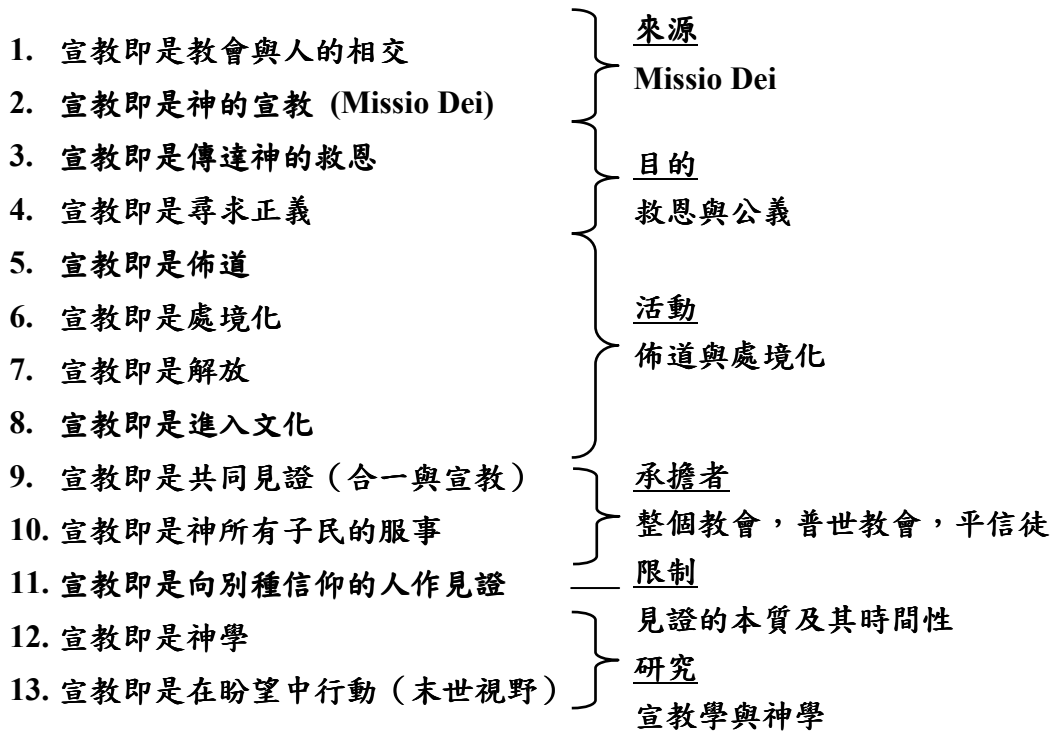 1. 宣教即是教會與人的相交
2. 宣教即是神的宣教 (Missio Dei)
3. 宣教即是傳達神的救恩
4. 宣教即是尋求正義
5. 宣教即是佈道
6. 宣教即是處境化
7. 宣教即是解放
8. 宣教即是進入文化
9. 宣教即是共同見證（合一與宣教）
10. 宣教即是神所有子民的服事
11. 宣教即是向別種信仰的人作見證
12. 宣教即是神學
13. 宣教即是在盼望中行動（末世視野）
來源
Missio Dei
目的
救恩與公義
活動
佈道與處境化
承擔者
整個教會，普世教會，平信徒
限制
見證的本質及其時間性
研究
宣教學與神學